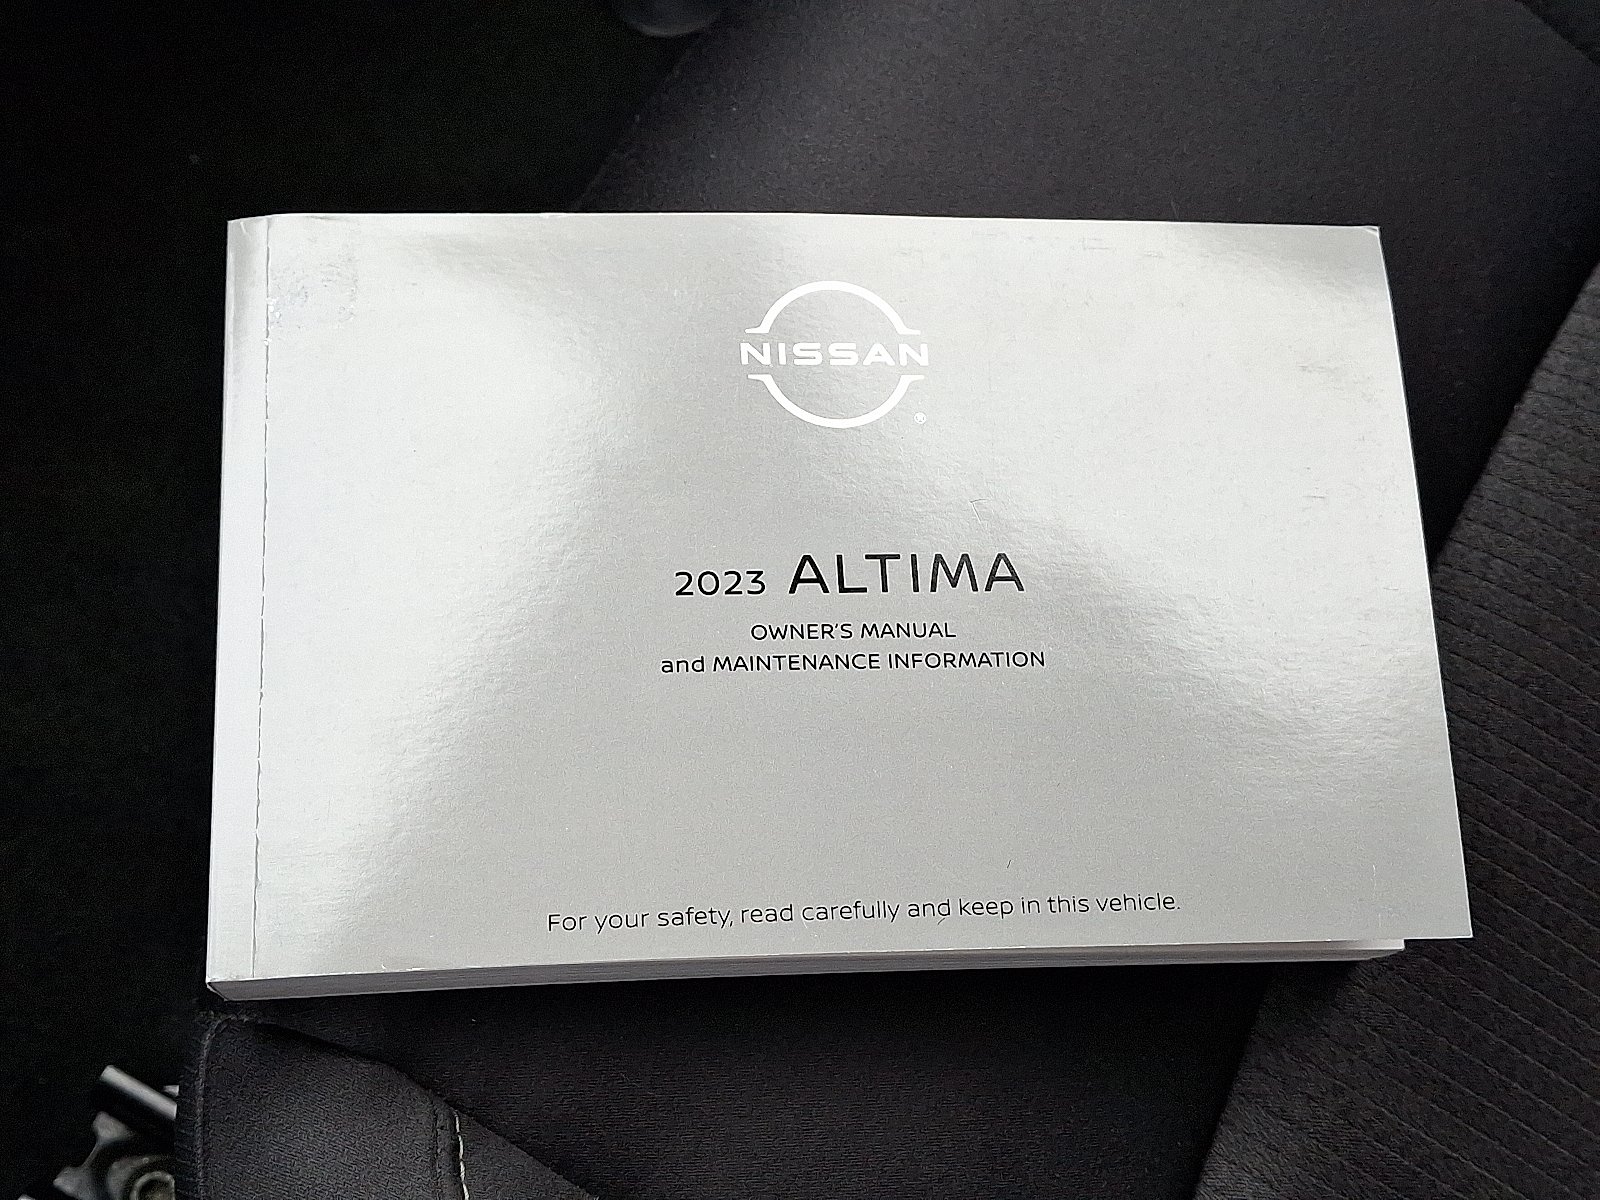 NISSAN
®
2023 ALTIMA
OWNER'S MANUAL
and MAINTENANCE INFORMATION
For your safety, read carefully and keep in this vehicle.